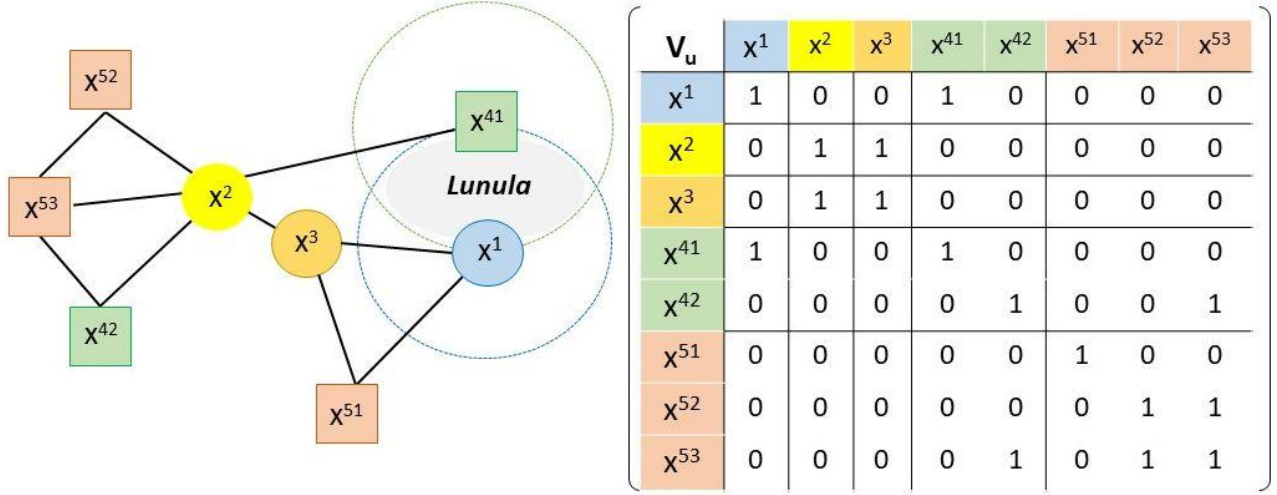 x⁵²
x⁴¹
Lunula
x⁵³
x²
x³
x¹
x⁴²
x⁵¹
Vᵤ x¹ x² x³ x⁴¹ x⁴² x⁵¹ x⁵² x⁵³
x¹ 1 0 0 1 0 0 0 0
x² 0 1 1 0 0 0 0 0
x³ 0 1 1 0 0 0 0 0
x⁴¹ 1 0 0 1 0 0 0 0
x⁴² 0 0 0 0 1 0 0 1
x⁵¹ 0 0 0 0 0 1 0 0
x⁵² 0 0 0 0 0 0 1 1
x⁵³ 0 0 0 0 1 0 1 1